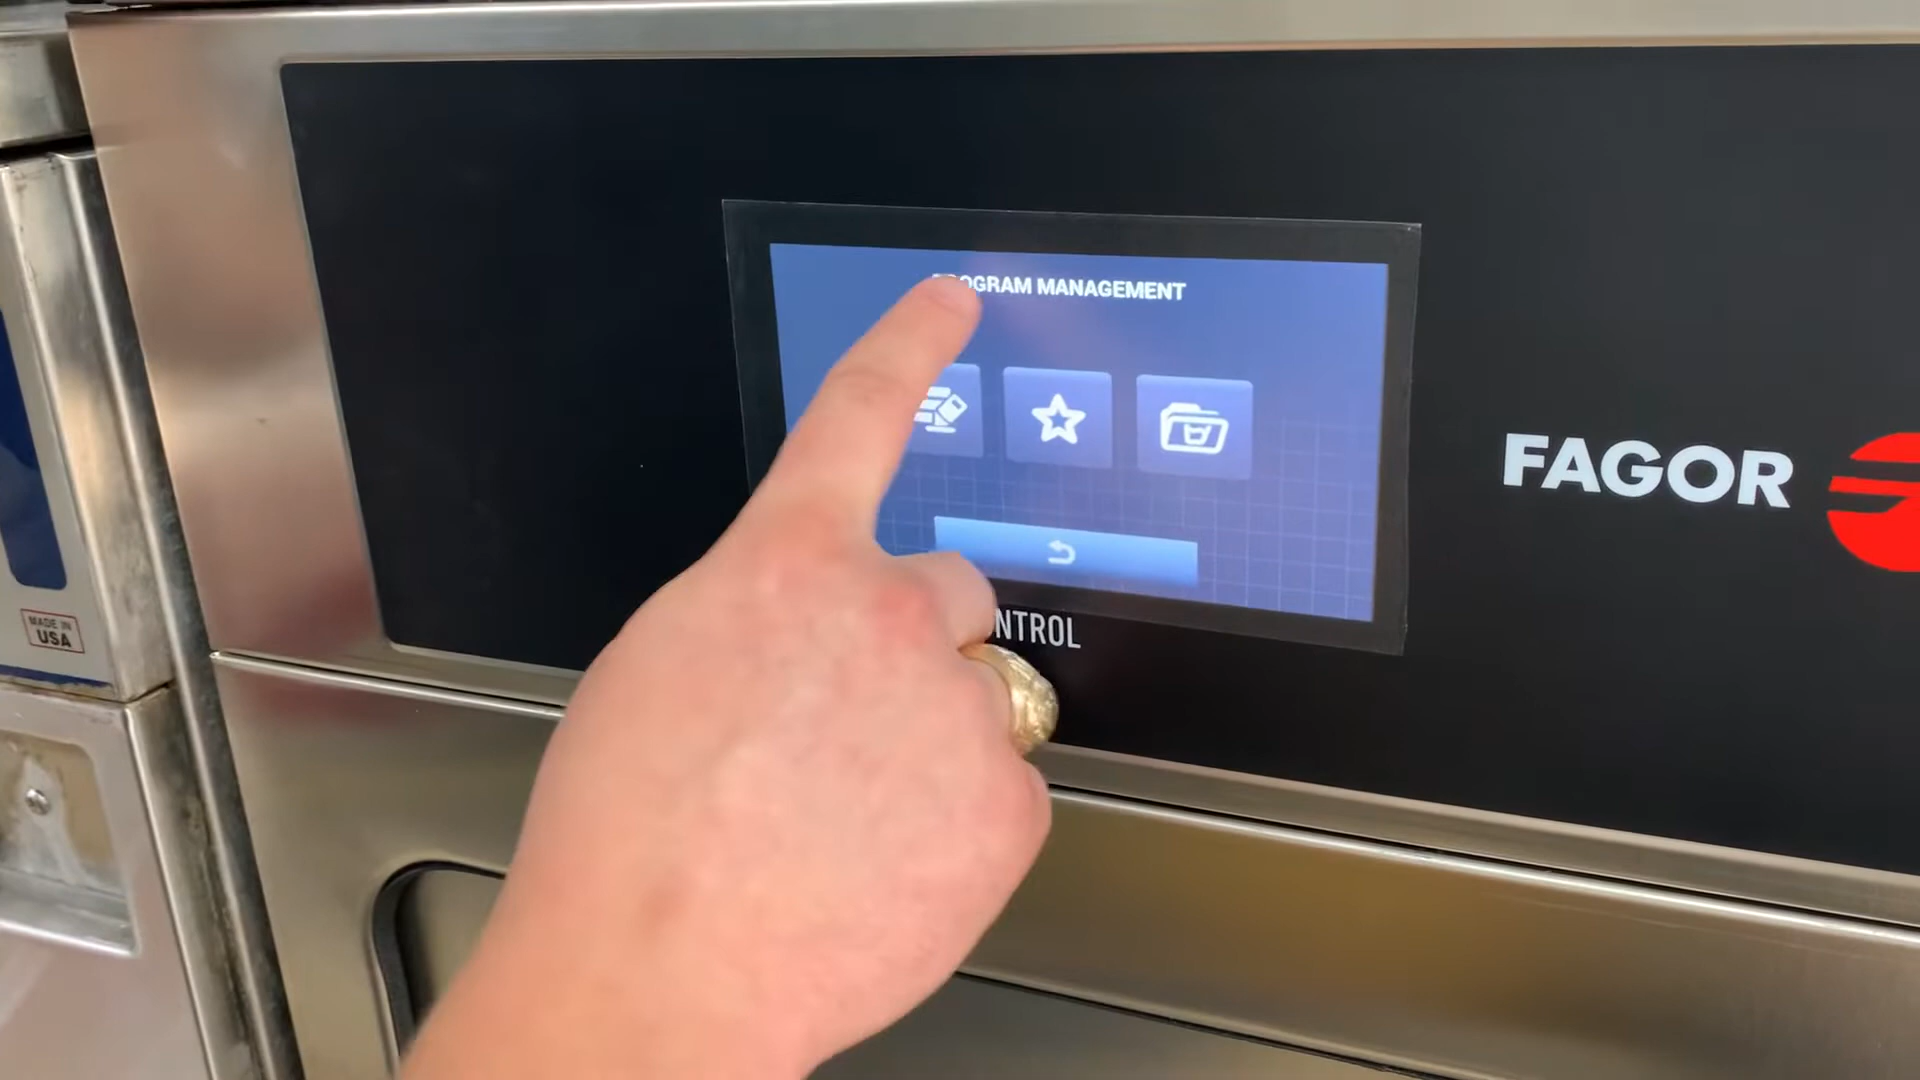 OGRAM MANAGEMENT
FAGOR
NTROL
MADE IN
USA